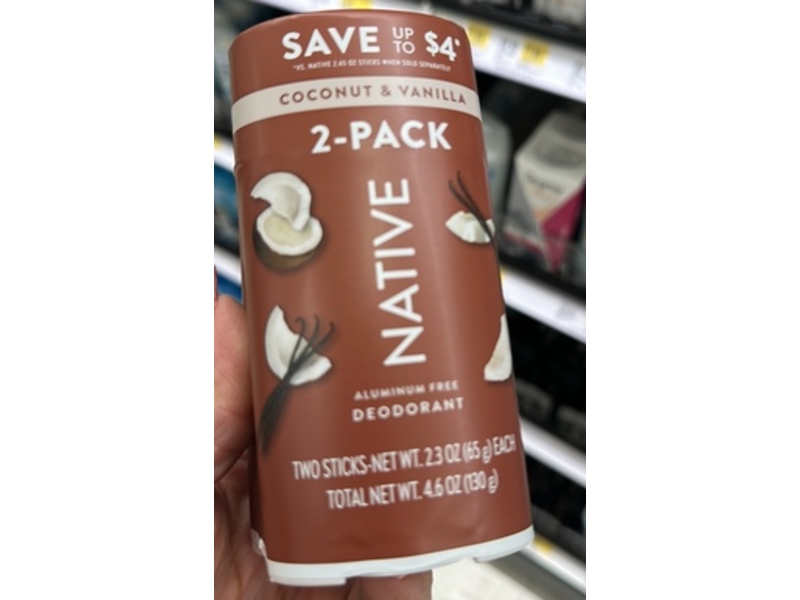 SAVE UP TO $4*
*VS. NATIVE 2.65 OZ STICKS WHEN SOLD SEPARATELY
COCONUT & VANILLA
2-PACK
NATIVE
ALUMINUM FREE
DEODORANT
TWO STICKS-NET WT. 2.3 OZ (65 g) EACH
TOTAL NET WT. 4.6 OZ (130 g)